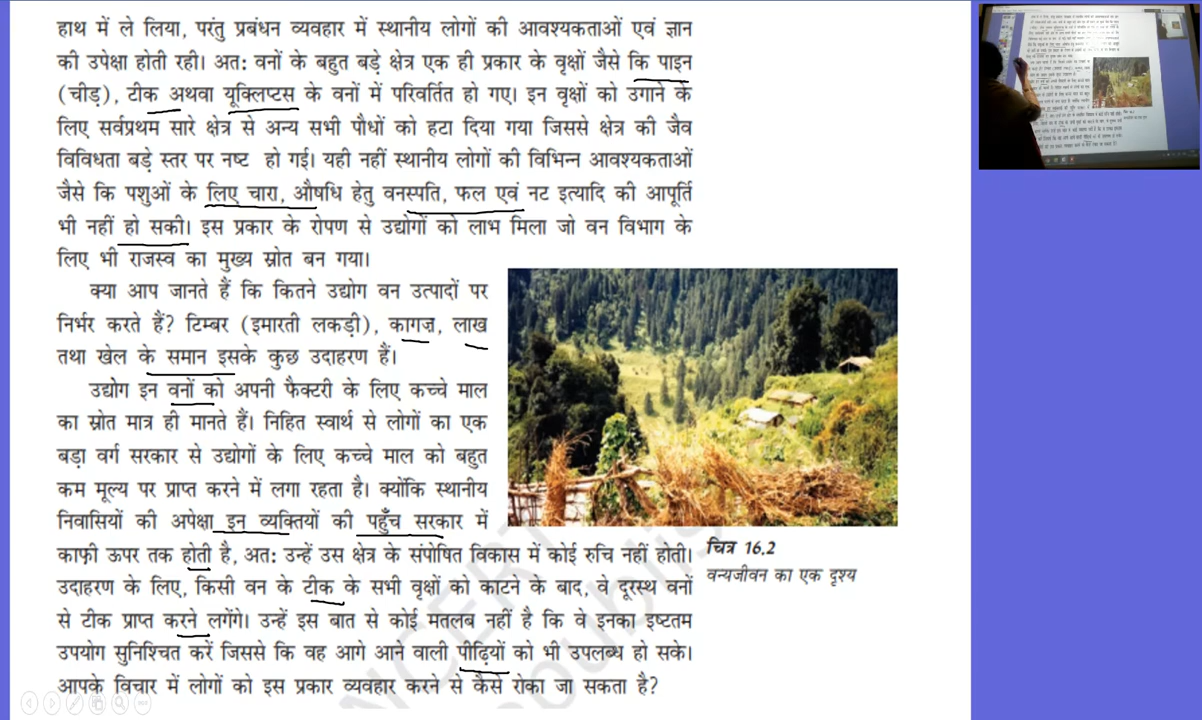 हाथ में ले लिया, परंतु प्रबंधन व्यवहार में स्थानीय लोगों की आवश्यकताओं एवं ज्ञान
की उपेक्षा होती रही। अतः वनों के बहुत बड़े क्षेत्र एक ही प्रकार के वृक्षों जैसे कि पाइन
(चीड़), टीक अथवा यूक्लिप्टस के वनों में परिवर्तित हो गए। इन वृक्षों को उगाने के
लिए सर्वप्रथम सारे क्षेत्र से अन्य सभी पौधों को हटा दिया गया जिससे क्षेत्र की जैव
विविधता बड़े स्तर पर नष्ट हो गई। यही नहीं स्थानीय लोगों की विभिन्न आवश्यकताओं
जैसे कि पशुओं के लिए चारा, औषधि हेतु वनस्पति, फल एवं नट इत्यादि की आपूर्ति
भी नहीं हो सकी। इस प्रकार के रोपण से उद्योगों को लाभ मिला जो वन विभाग के
लिए भी राजस्व का मुख्य स्रोत बन गया।
क्या आप जानते हैं कि कितने उद्योग वन उत्पादों पर
निर्भर करते हैं? टिम्बर (इमारती लकड़ी), कागज़, लाख
तथा खेल के समान इसके कुछ उदाहरण हैं।
उद्योग इन वनों को अपनी फैक्टरी के लिए कच्चे माल
का स्रोत मात्र ही मानते हैं। निहित स्वार्थ से लोगों का एक
बड़ा वर्ग सरकार से उद्योगों के लिए कच्चे माल को बहुत
कम मूल्य पर प्राप्त करने में लगा रहता है। क्योंकि स्थानीय
निवासियों की अपेक्षा इन व्यक्तियों की पहुँच सरकार में
काफ़ी ऊपर तक होती है, अतः उन्हें उस क्षेत्र के संपोषित विकास में कोई रुचि नहीं होती।
उदाहरण के लिए, किसी वन के टीक के सभी वृक्षों को काटने के बाद, वे दूरस्थ वनों
से टीक प्राप्त करने लगेंगे। उन्हें इस बात से कोई मतलब नहीं है कि वे इनका इष्टतम
उपयोग सुनिश्चित करें जिससे कि वह आगे आने वाली पीढ़ियों को भी उपलब्ध हो सके।
आपके विचार में लोगों को इस प्रकार व्यवहार करने से कैसे रोका जा सकता है?
चित्र 16.2
वन्यजीवन का एक दृश्य